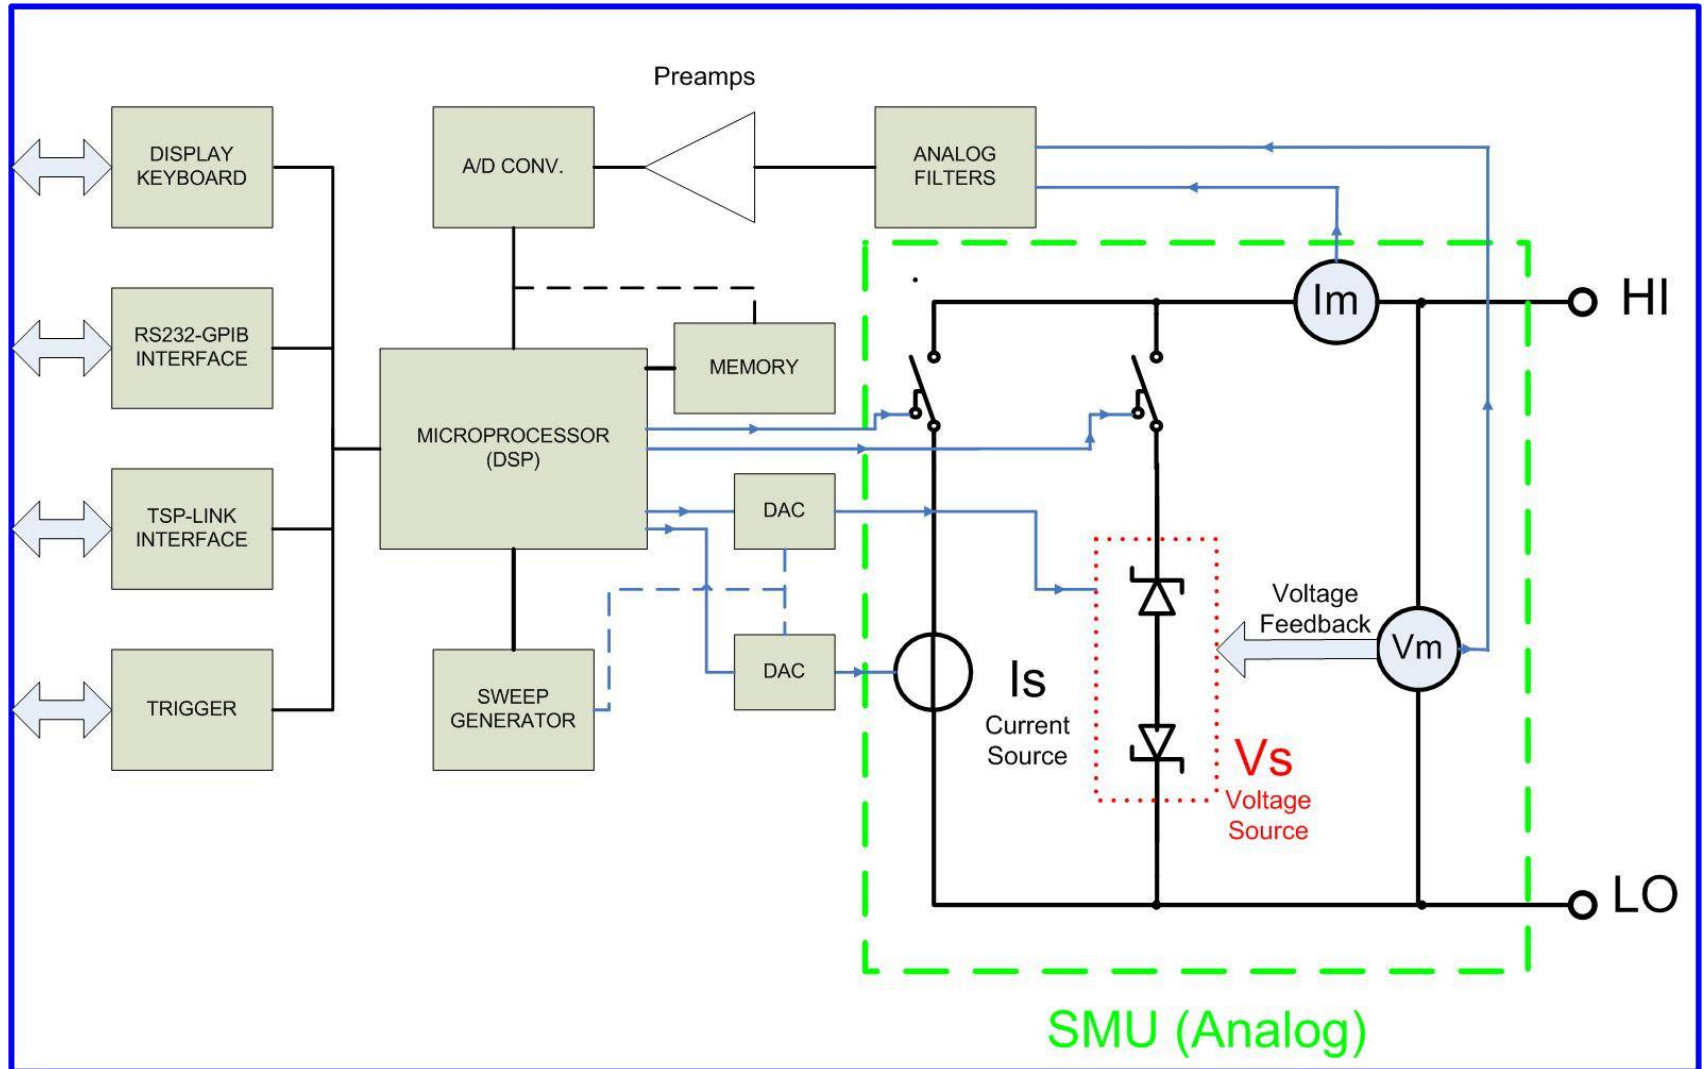 Preamps
DISPLAY
KEYBOARD
A/D CONV.
ANALOG
FILTERS
RS232-GPIB
INTERFACE
MEMORY
Im
HI
MICROPROCESSOR
(DSP)
TSP-LINK
INTERFACE
DAC
Voltage
Feedback
Vm
TRIGGER
SWEEP
GENERATOR
DAC
Is
Current
Source
Vs
Voltage
Source
LO
SMU (Analog)